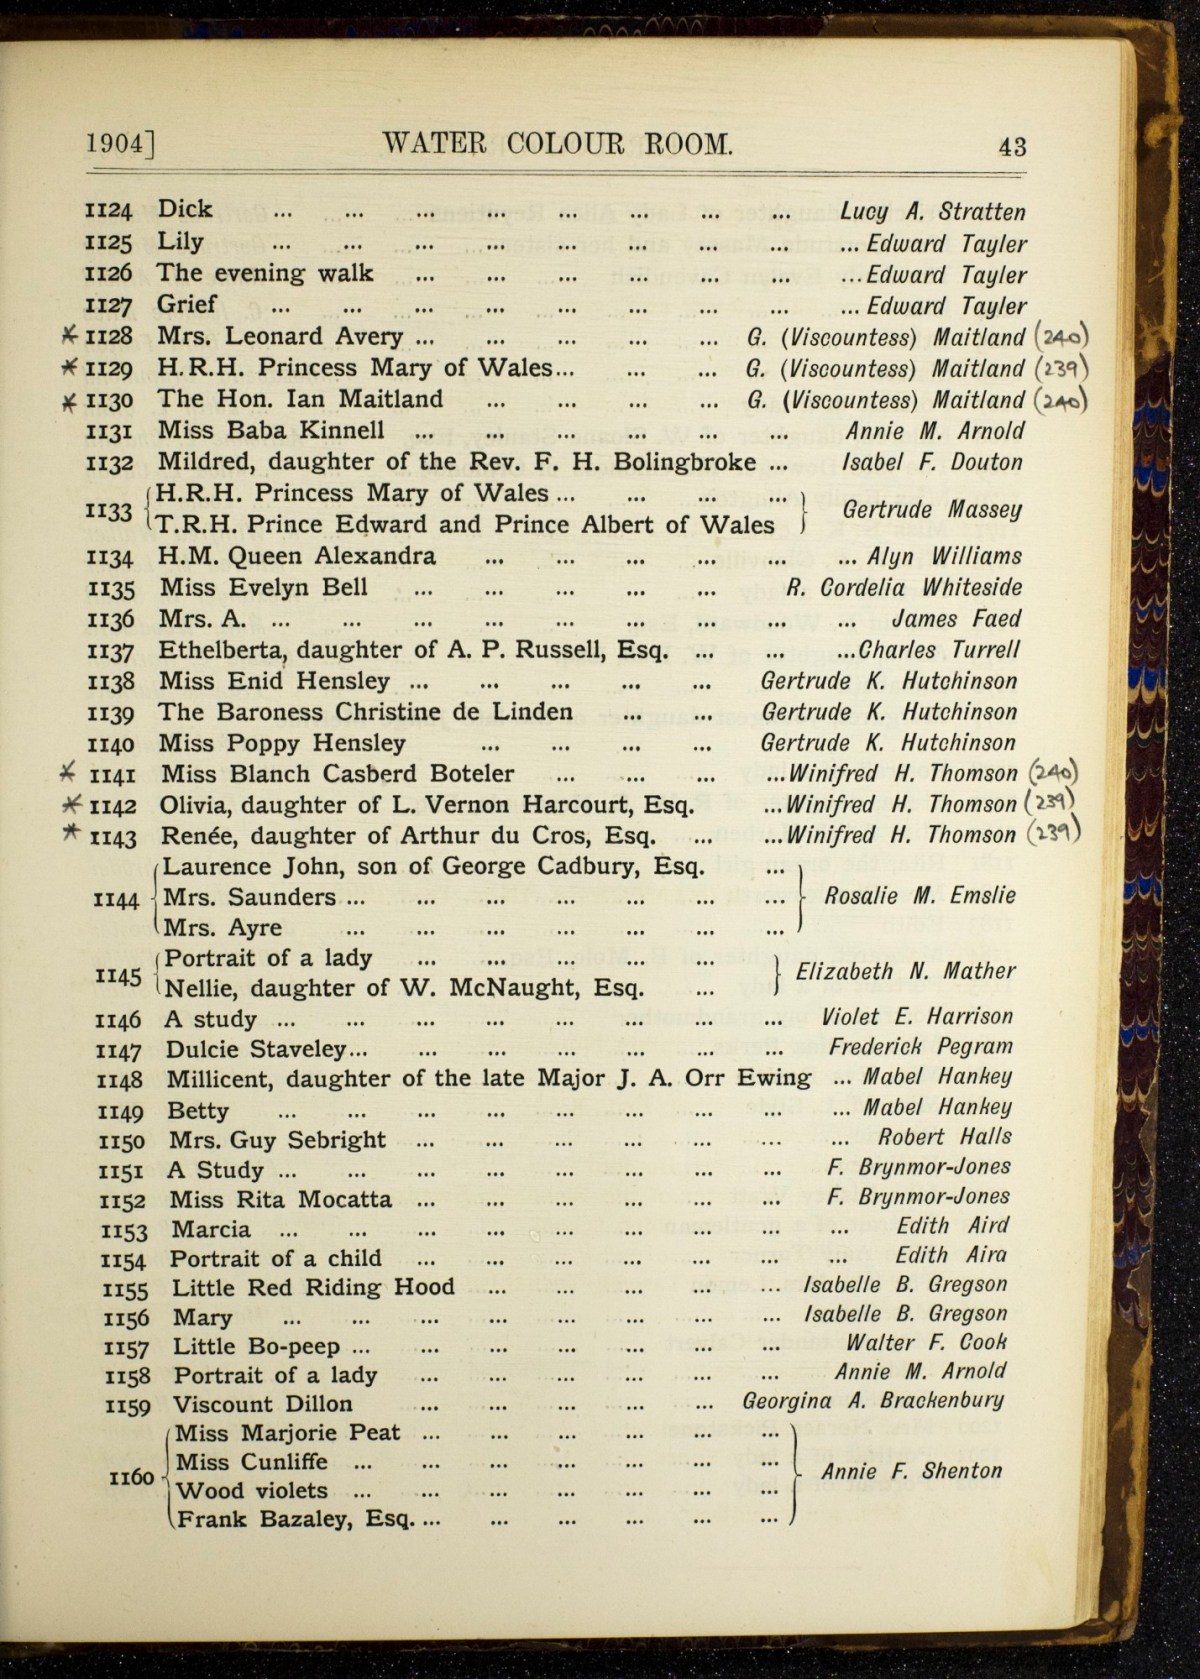 1904] WATER COLOUR ROOM. 43
1124 Dick ... ... ... ... ... ... ... ... Lucy A. Stratten
1125 Lily ... ... ... ... ... ... ... ... ... Edward Tayler
1126 The evening walk ... ... ... ... ... ... ... Edward Tayler
1127 Grief ... ... ... ... ... ... ... ... ... Edward Tayler
* 1128 Mrs. Leonard Avery ... ... ... ... ... G. (Viscountess) Maitland (240)
* 1129 H.R.H. Princess Mary of Wales... ... ... G. (Viscountess) Maitland (239)
* 1130 The Hon. Ian Maitland ... ... ... ... G. (Viscountess) Maitland (240)
1131 Miss Baba Kinnell ... ... ... ... ... ... Annie M. Arnold
1132 Mildred, daughter of the Rev. F. H. Bolingbroke ... Isabel F. Douton
H.R.H. Princess Mary of Wales ... ... ... ...
1133 Gertrude Massey
T.R.H. Prince Edward and Prince Albert of Wales
1134 H.M. Queen Alexandra ... ... ... ... ... ... Alyn Williams
1135 Miss Evelyn Bell ... ... ... ... ... R. Cordelia Whiteside
1136 Mrs. A. ... ... ... ... ... ... ... ... ... James Faed
1137 Ethelberta, daughter of A. P. Russell, Esq. ... ... ...Charles Turrell
1138 Miss Enid Hensley ... ... ... ... ... Gertrude K. Hutchinson
1139 The Baroness Christine de Linden ... ... Gertrude K. Hutchinson
1140 Miss Poppy Hensley ... ... ... ... Gertrude K. Hutchinson
* 1141 Miss Blanch Casberd Boteler ... ... ... ...Winifred H. Thomson (240)
* 1142 Olivia, daughter of L. Vernon Harcourt, Esq. ...Winifred H. Thomson (239)
* 1143 Renée, daughter of Arthur du Cros, Esq. ... ...Winifred H. Thomson (239)
Laurence John, son of George Cadbury, Esq. ...
1144 Mrs. Saunders ... ... ... ... ... ... ... Rosalie M. Emslie
Mrs. Ayre ... ... ... ... ... ... ...
Portrait of a lady ... ... ... ... ...
1145 Elizabeth N. Mather
Nellie, daughter of W. McNaught, Esq. ...
1146 A study ... ... ... ... ... ... ... ... Violet E. Harrison
1147 Dulcie Staveley... ... ... ... ... ... ... Frederick Pegram
1148 Millicent, daughter of the late Major J. A. Orr Ewing ... Mabel Hankey
1149 Betty ... ... ... ... ... ... ... ... ... Mabel Hankey
1150 Mrs. Guy Sebright ... ... ... ... ... ... ... Robert Halls
1151 A Study ... ... ... ... ... ... ... ... F. Brynmor-Jones
1152 Miss Rita Mocatta ... ... ... ... ... ... F. Brynmor-Jones
1153 Marcia ... ... ... ... ... ... ... ... ... Edith Aird
1154 Portrait of a child ... ... ... ... ... ... ... Edith Aird
1155 Little Red Riding Hood ... ... ... ... ... Isabelle B. Gregson
1156 Mary ... ... ... ... ... ... ... ... Isabelle B. Gregson
1157 Little Bo-peep ... ... ... ... ... ... ... Walter F. Cook
1158 Portrait of a lady ... ... ... ... ... ... Annie M. Arnold
1159 Viscount Dillon ... ... ... ... ... Georgina A. Brackenbury
Miss Marjorie Peat ... ... ... ... ... ...
Miss Cunliffe ... ... ... ... ... ... ...
1160 Annie F. Shenton
Wood violets ... ... ... ... ... ... ...
Frank Bazaley, Esq. ... ... ... ... ... ...